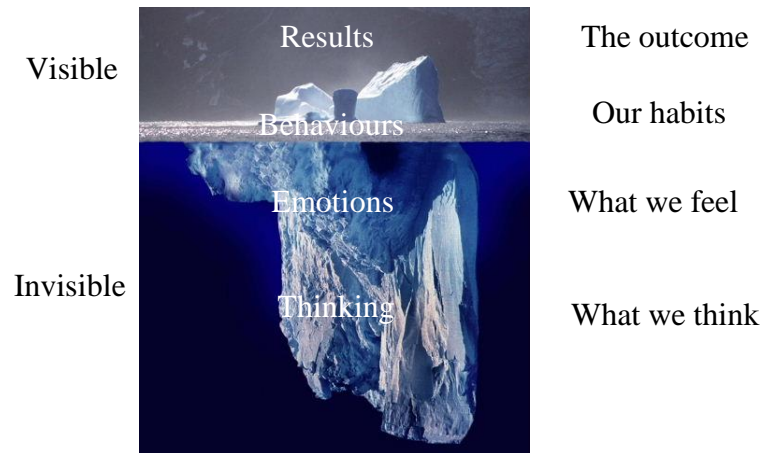 Results
The outcome
Visible
Our habits
Behaviours
Emotions
What we feel
Invisible
Thinking
What we think